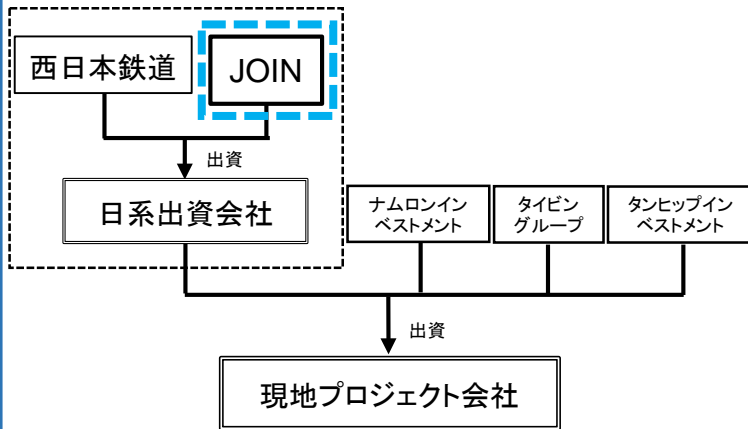 西日本鉄道
JOIN
出資
日系出資会社
ナムロンイン
ベストメント
タイビン
グループ
タンヒップイン
ベストメント
出資
現地プロジェクト会社